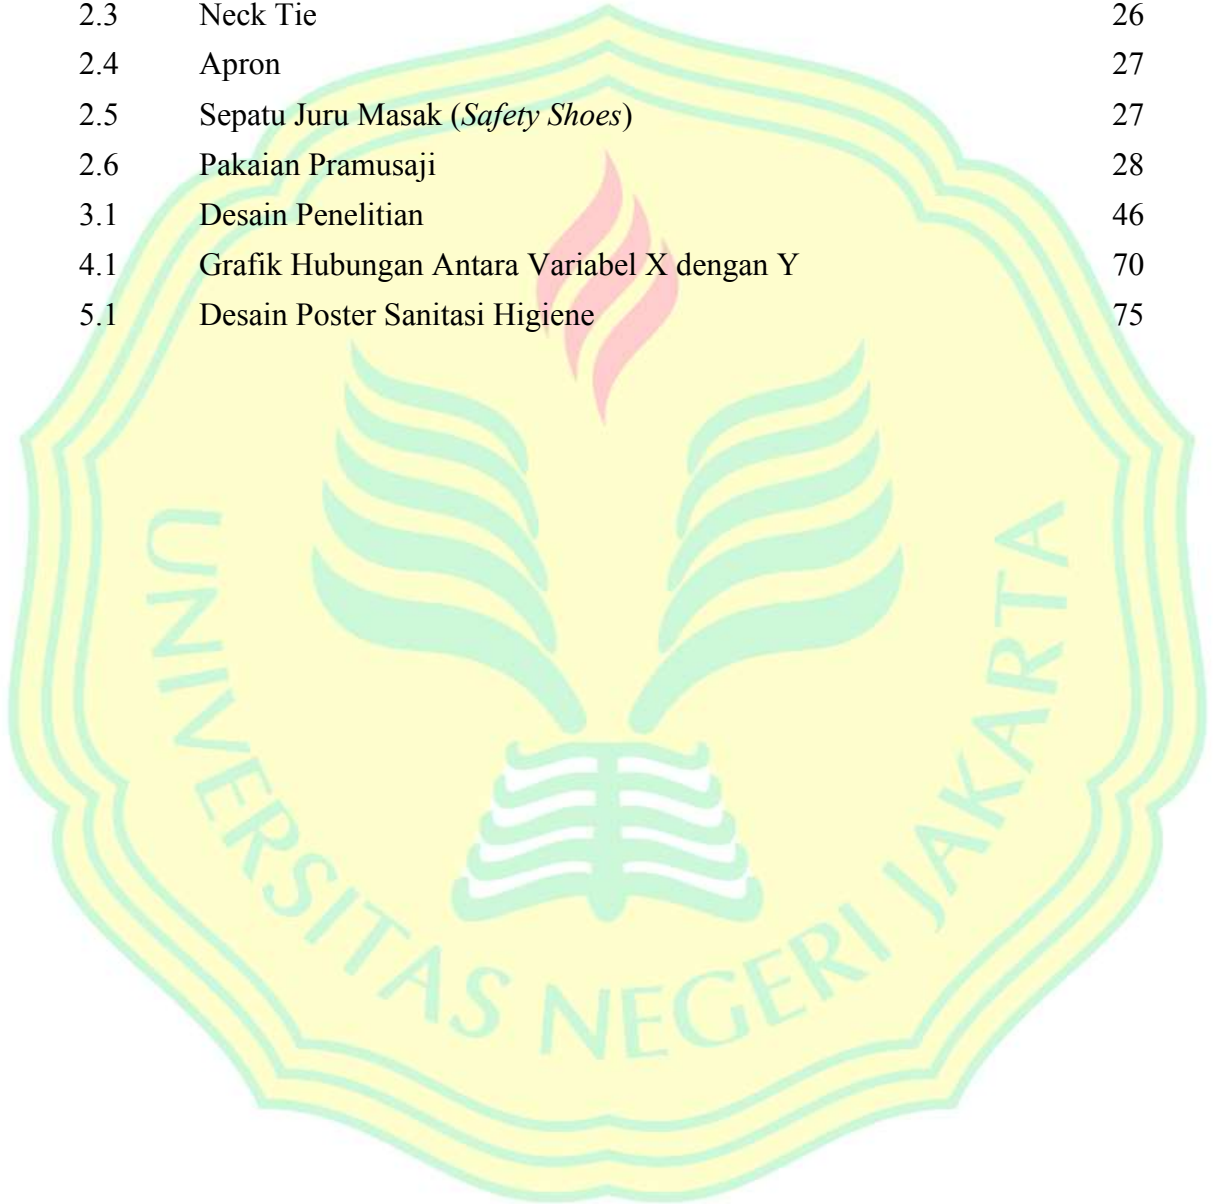 2.3 Neck Tie 26
2.4 Apron 27
2.5 Sepatu Juru Masak (Safety Shoes) 27
2.6 Pakaian Pramusaji 28
3.1 Desain Penelitian 46
4.1 Grafik Hubungan Antara Variabel X dengan Y 70
5.1 Desain Poster Sanitasi Higiene 75
UNIVERSITAS NEGERI JAKARTA